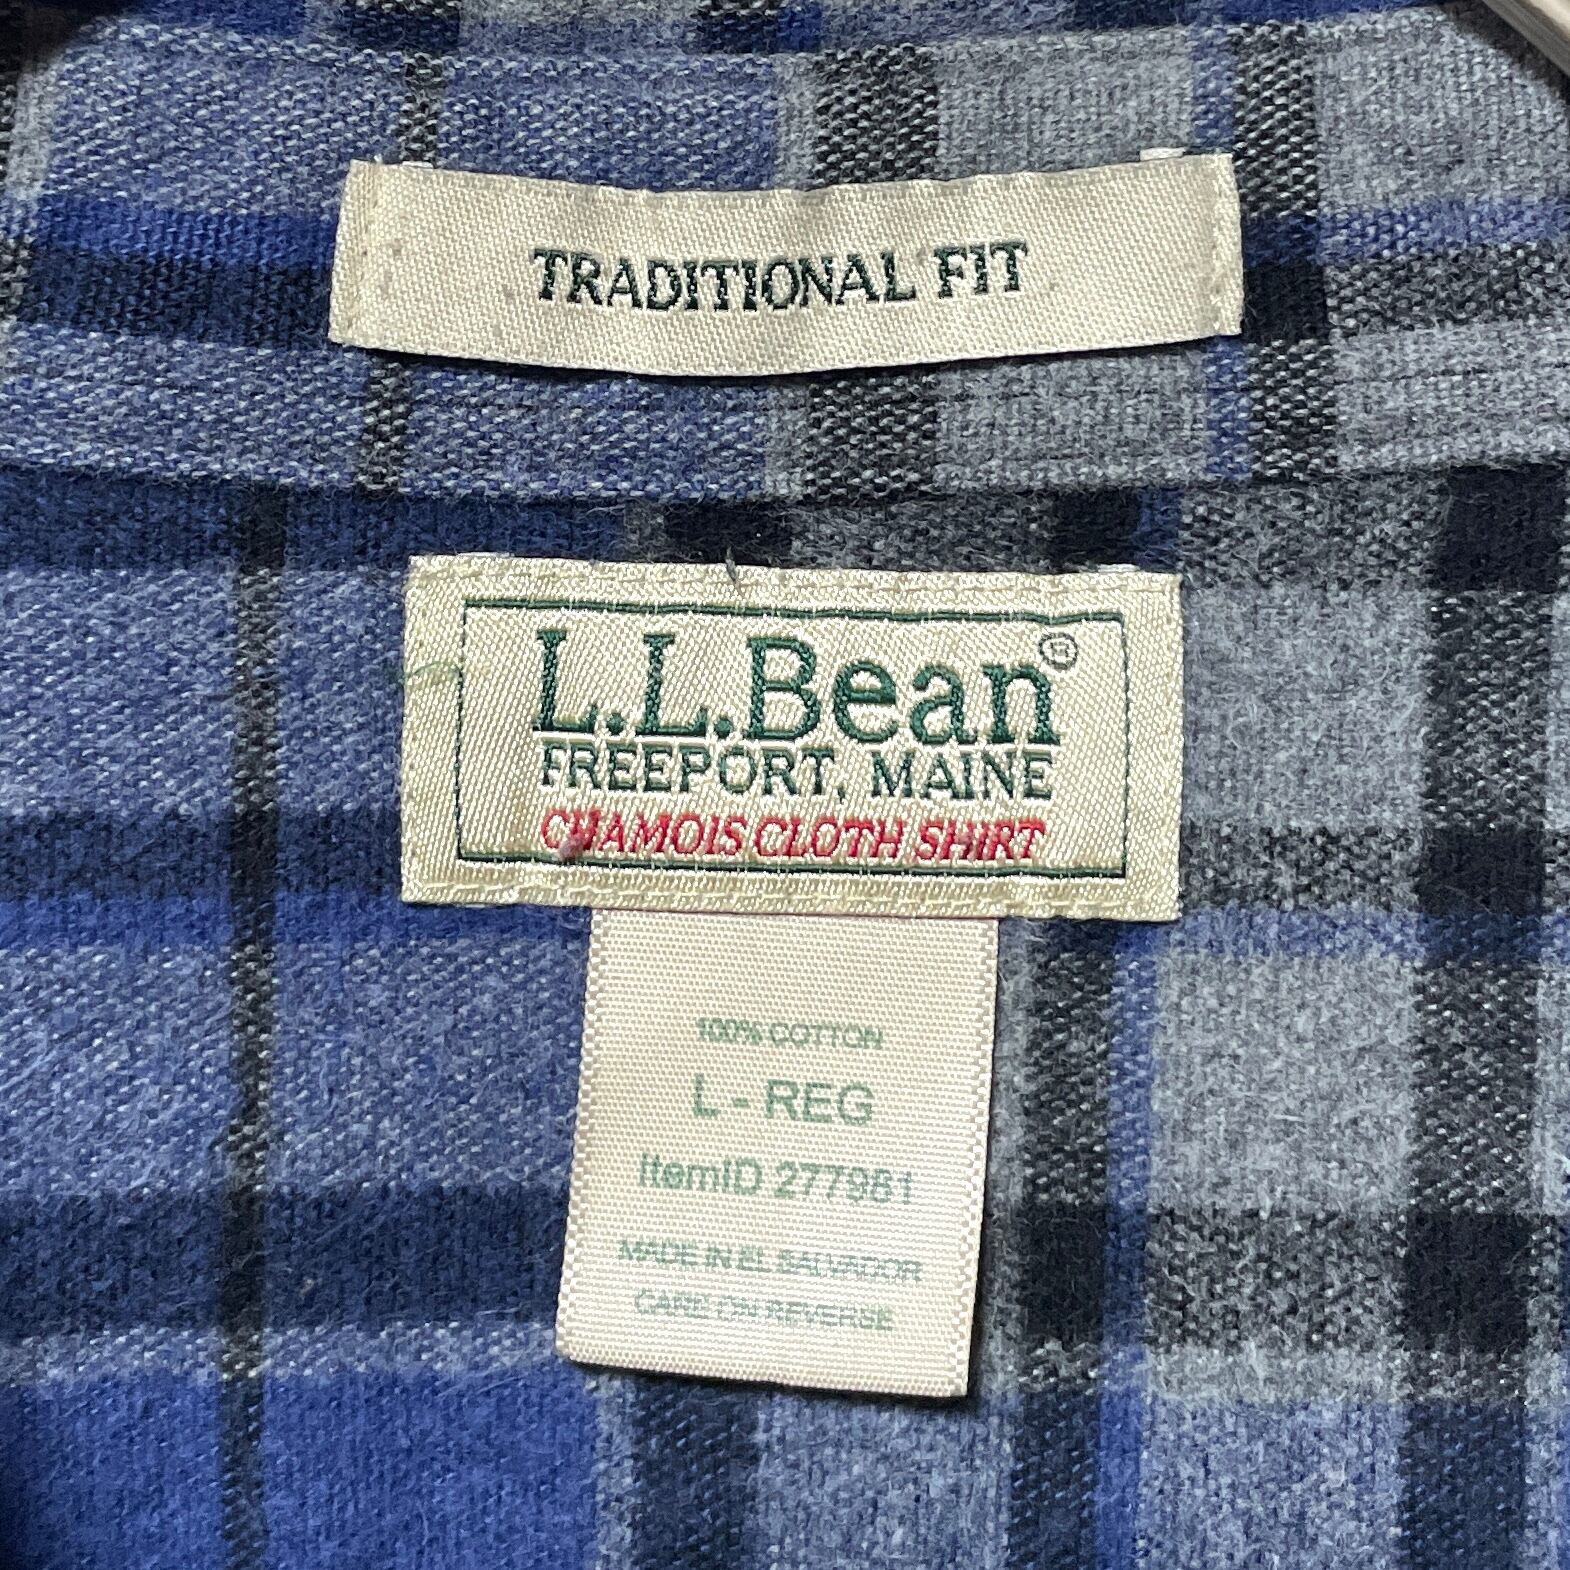 TRADITIONAL FIT
L.L.Bean®
FREEPORT, MAINE
CHAMOIS CLOTH SHIRT
100% COTTON
L - REG
ItemID 277981
MADE IN EL SALVADOR
CARE ON REVERSE